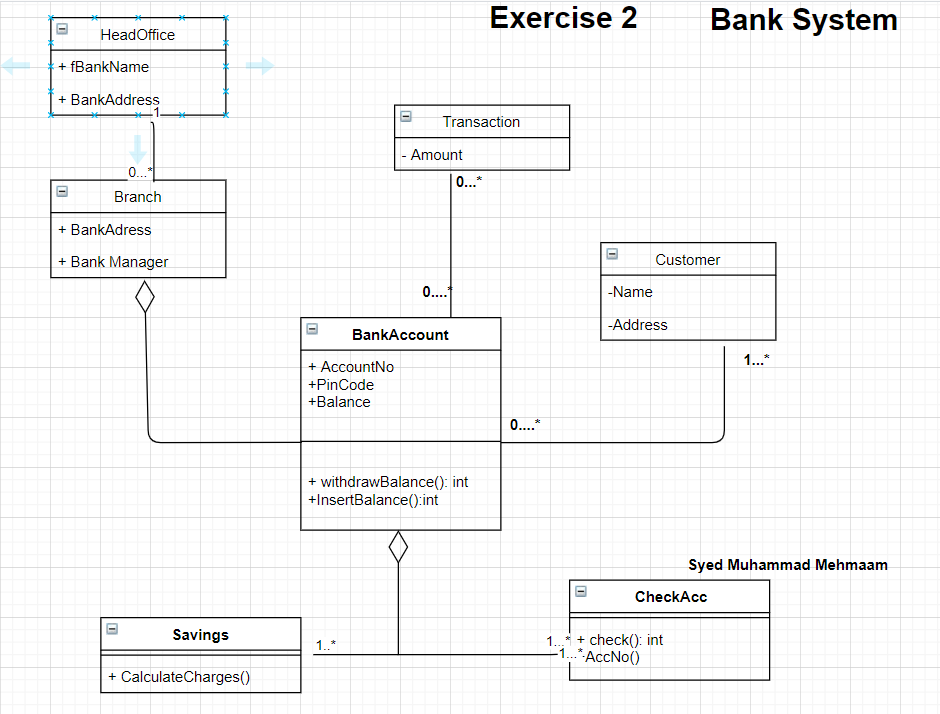 Exercise 2
Bank System
HeadOffice
+ fBankName
+ BankAddress
1
0...*
Branch
+ BankAdress
+ Bank Manager
Transaction
- Amount
0...*
0....*
Customer
-Name
-Address
1...*
BankAccount
+ AccountNo
+PinCode
+Balance
0....*
+ withdrawBalance(): int
+InsertBalance():int
Syed Muhammad Mehmaam
Savings
+ CalculateCharges()
1..*
CheckAcc
1...*
+ check(): int
1...*
-AccNo()